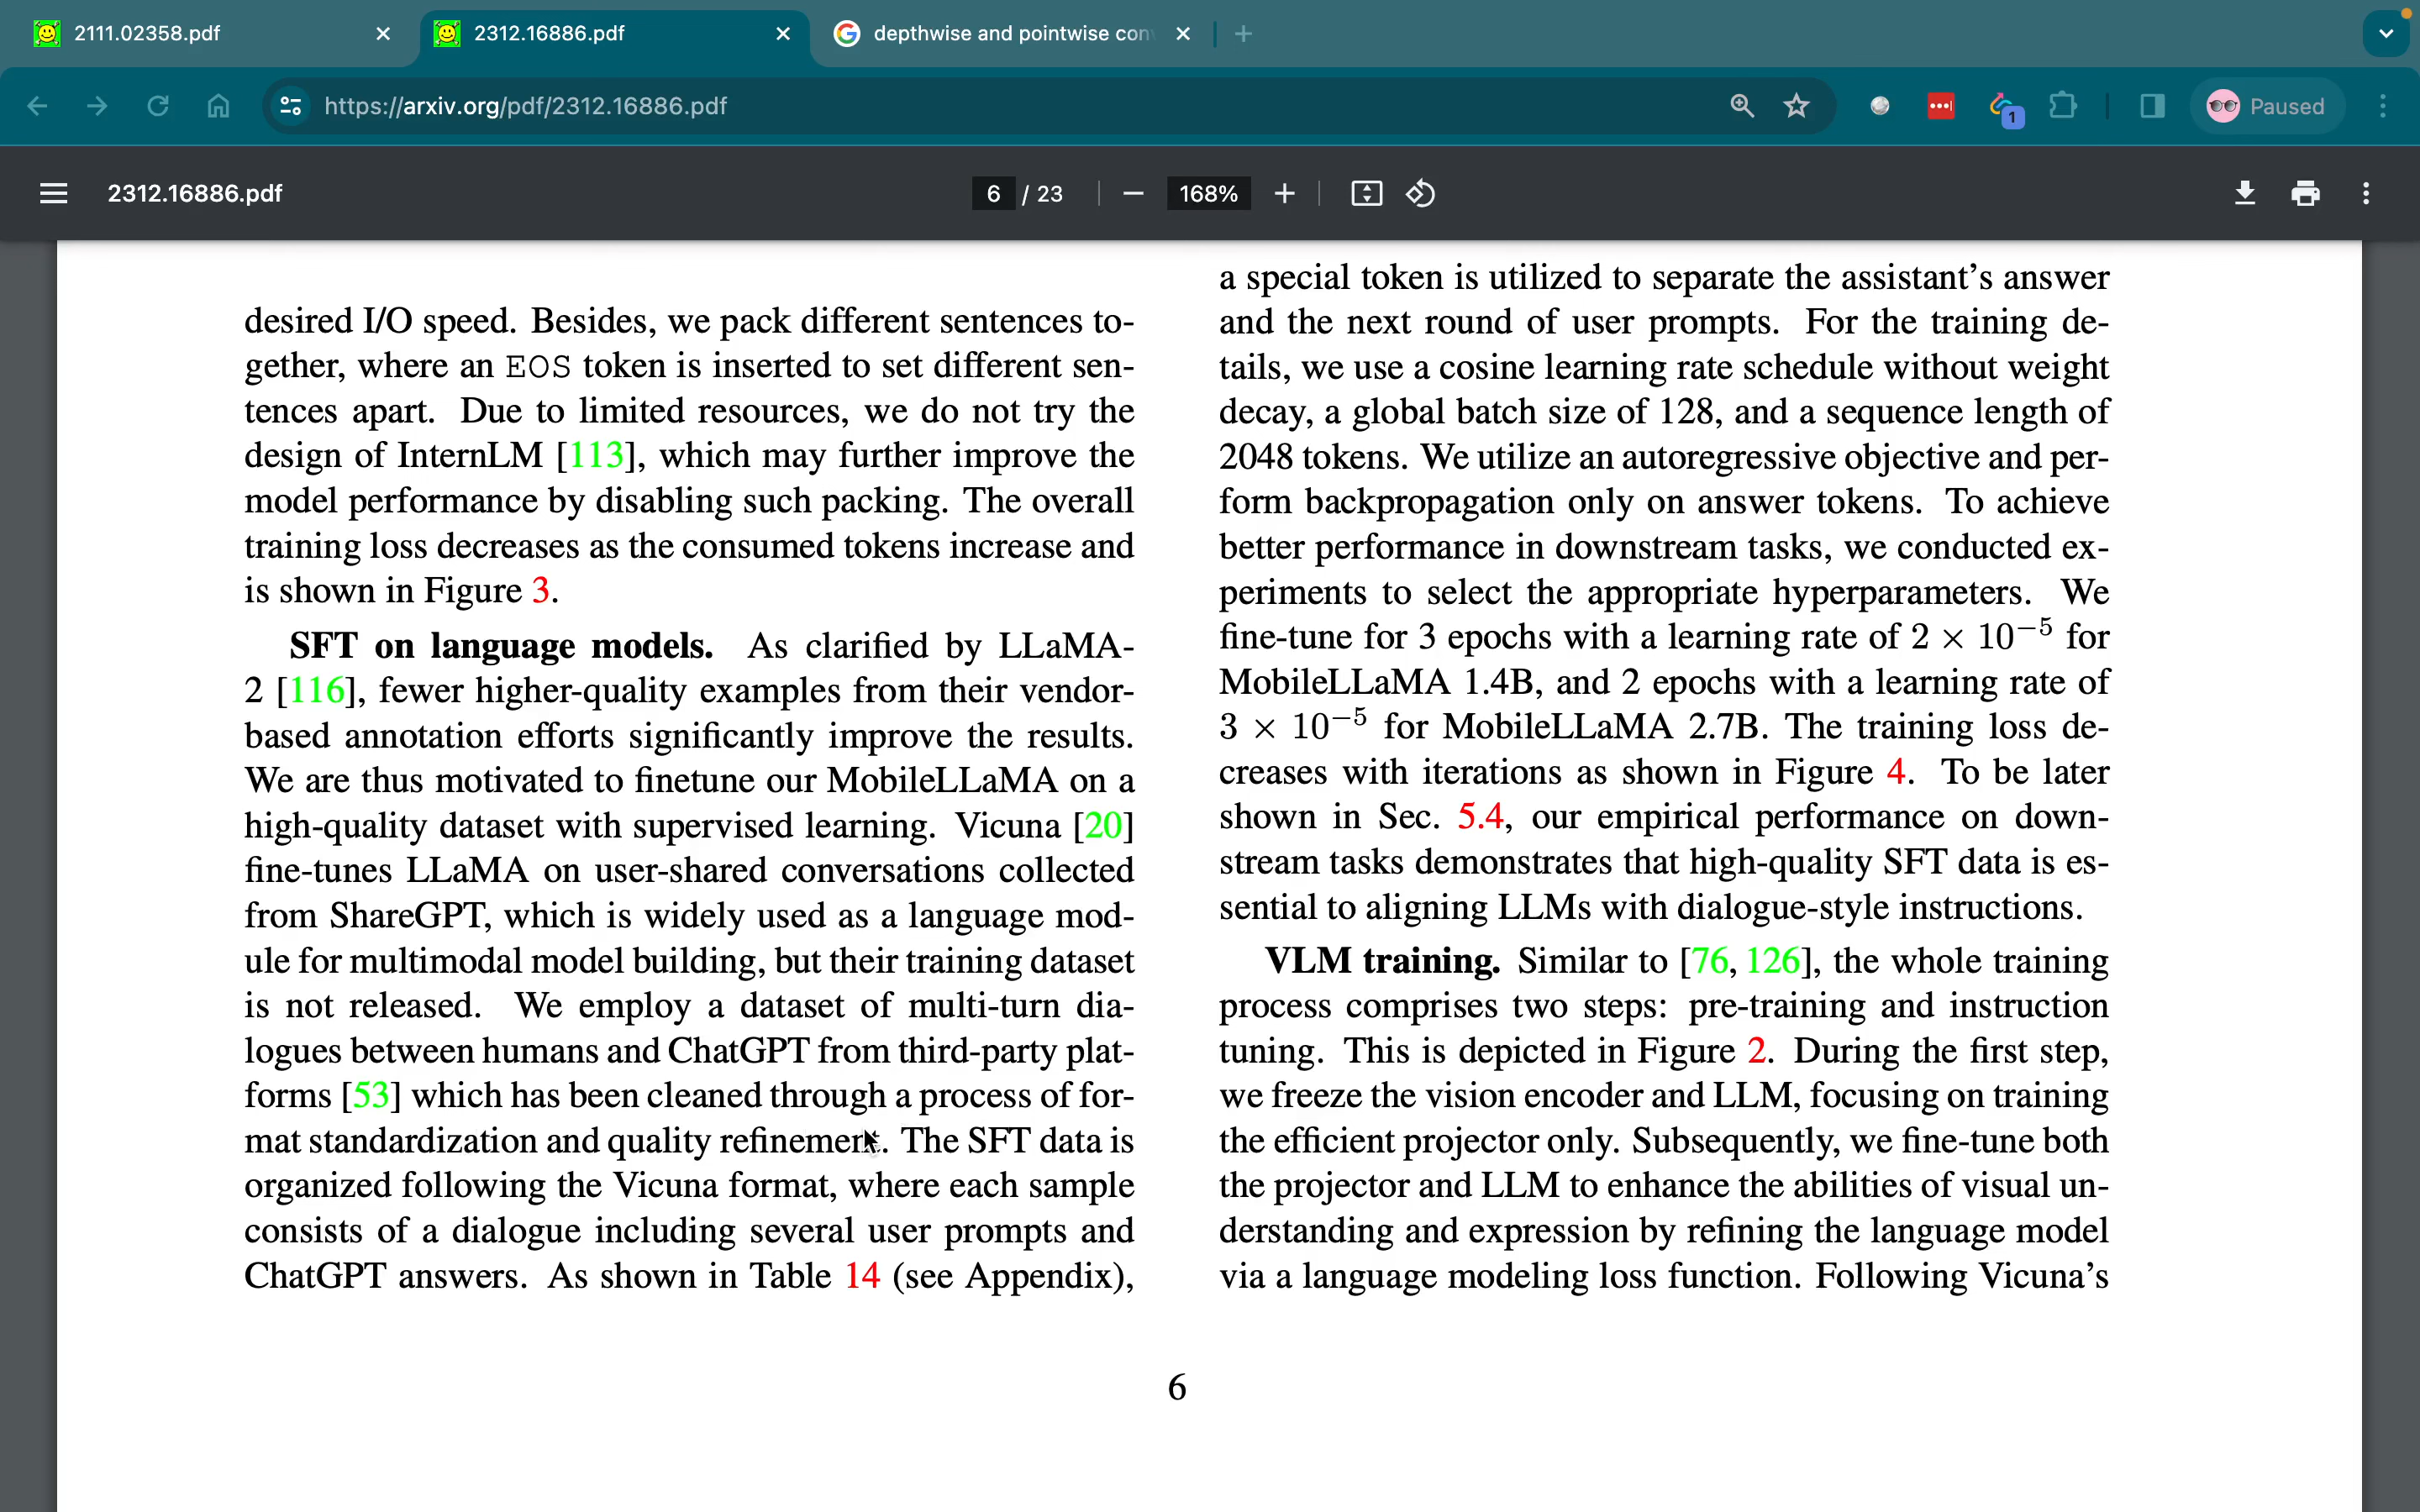 2111.02358.pdf
2312.16886.pdf
depthwise and pointwise con
https://arxiv.org/pdf/2312.16886.pdf
1
Paused
2312.16886.pdf
6 / 23
168%
desired I/O speed. Besides, we pack different sentences to-
gether, where an EOS token is inserted to set different sen-
tences apart. Due to limited resources, we do not try the
design of InternLM [113], which may further improve the
model performance by disabling such packing. The overall
training loss decreases as the consumed tokens increase and
is shown in Figure 3.
SFT on language models. As clarified by LLaMA-
2 [116], fewer higher-quality examples from their vendor-
based annotation efforts significantly improve the results.
We are thus motivated to finetune our MobileLLaMA on a
high-quality dataset with supervised learning. Vicuna [20]
fine-tunes LLaMA on user-shared conversations collected
from ShareGPT, which is widely used as a language mod-
ule for multimodal model building, but their training dataset
is not released. We employ a dataset of multi-turn dia-
logues between humans and ChatGPT from third-party plat-
forms [53] which has been cleaned through a process of for-
mat standardization and quality refinement. The SFT data is
organized following the Vicuna format, where each sample
consists of a dialogue including several user prompts and
ChatGPT answers. As shown in Table 14 (see Appendix),
a special token is utilized to separate the assistant's answer
and the next round of user prompts. For the training de-
tails, we use a cosine learning rate schedule without weight
decay, a global batch size of 128, and a sequence length of
2048 tokens. We utilize an autoregressive objective and per-
form backpropagation only on answer tokens. To achieve
better performance in downstream tasks, we conducted ex-
periments to select the appropriate hyperparameters. We
fine-tune for 3 epochs with a learning rate of 2 × 10⁻⁵ for
MobileLLaMA 1.4B, and 2 epochs with a learning rate of
3 × 10⁻⁵ for MobileLLaMA 2.7B. The training loss de-
creases with iterations as shown in Figure 4. To be later
shown in Sec. 5.4, our empirical performance on down-
stream tasks demonstrates that high-quality SFT data is es-
sential to aligning LLMs with dialogue-style instructions.
VLM training. Similar to [76, 126], the whole training
process comprises two steps: pre-training and instruction
tuning. This is depicted in Figure 2. During the first step,
we freeze the vision encoder and LLM, focusing on training
the efficient projector only. Subsequently, we fine-tune both
the projector and LLM to enhance the abilities of visual un-
derstanding and expression by refining the language model
via a language modeling loss function. Following Vicuna's
6